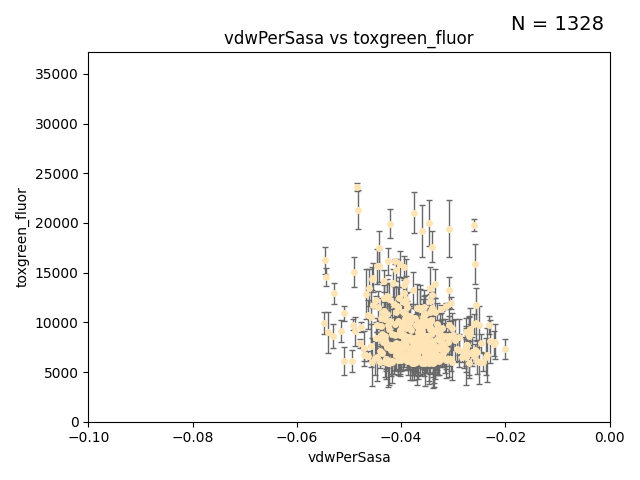 N = 1328
vdwPerSasa vs toxgreen_fluor
35000
30000
25000
20000
15000
10000
5000
0
toxgreen_fluor
−0.10 −0.08 −0.06 −0.04 −0.02 0.00
vdwPerSasa